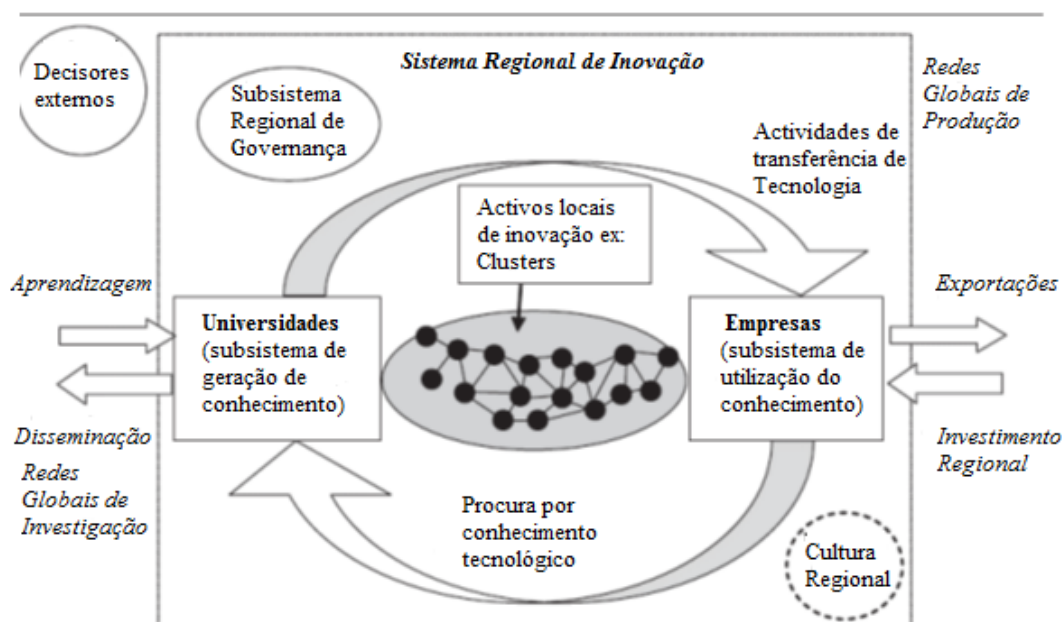 Sistema Regional de Inovação
Decisores
externos
Subsistema
Regional de
Governança
Redes
Globais de
Produção
Actividades de
transferência de
Tecnologia
Activos locais
de inovação ex:
Clusters
Aprendizagem
Universidades
(subsistema de
geração de
conhecimento)
Empresas
(subsistema de
utilização do
conhecimento)
Exportações
Disseminação
Redes
Globais de
Investigação
Investimento
Regional
Procura por
conhecimento
tecnológico
Cultura
Regional